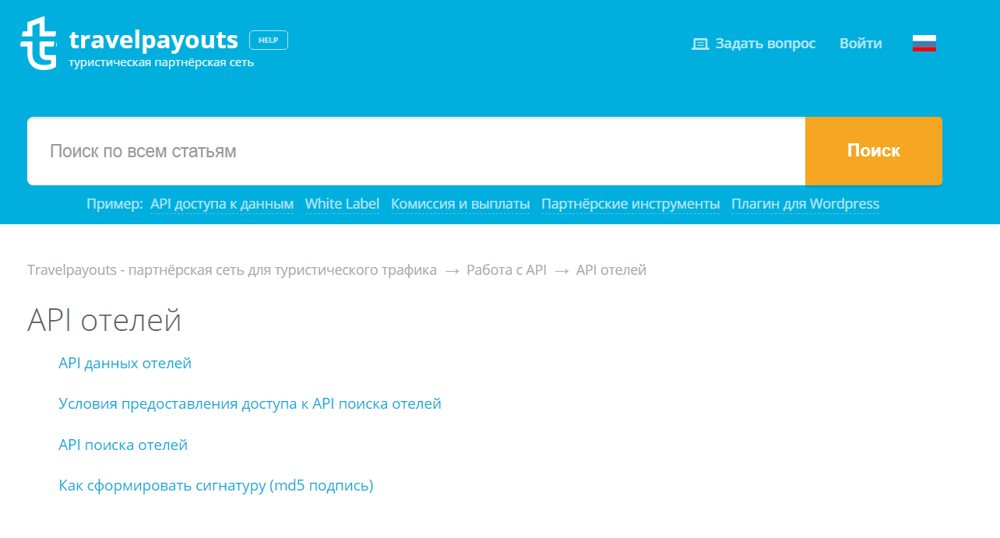 travelpayouts HELP
туристическая партнёрская сеть
Задать вопрос Войти
Поиск по всем статьям Поиск
Пример: API доступа к данным White Label Комиссия и выплаты Партнёрские инструменты Плагин для Wordpress
Travelpayouts - партнёрская сеть для туристического трафика → Работа с API → API отелей
API отелей
API данных отелей
Условия предоставления доступа к API поиска отелей
API поиска отелей
Как сформировать сигнатуру (md5 подпись)